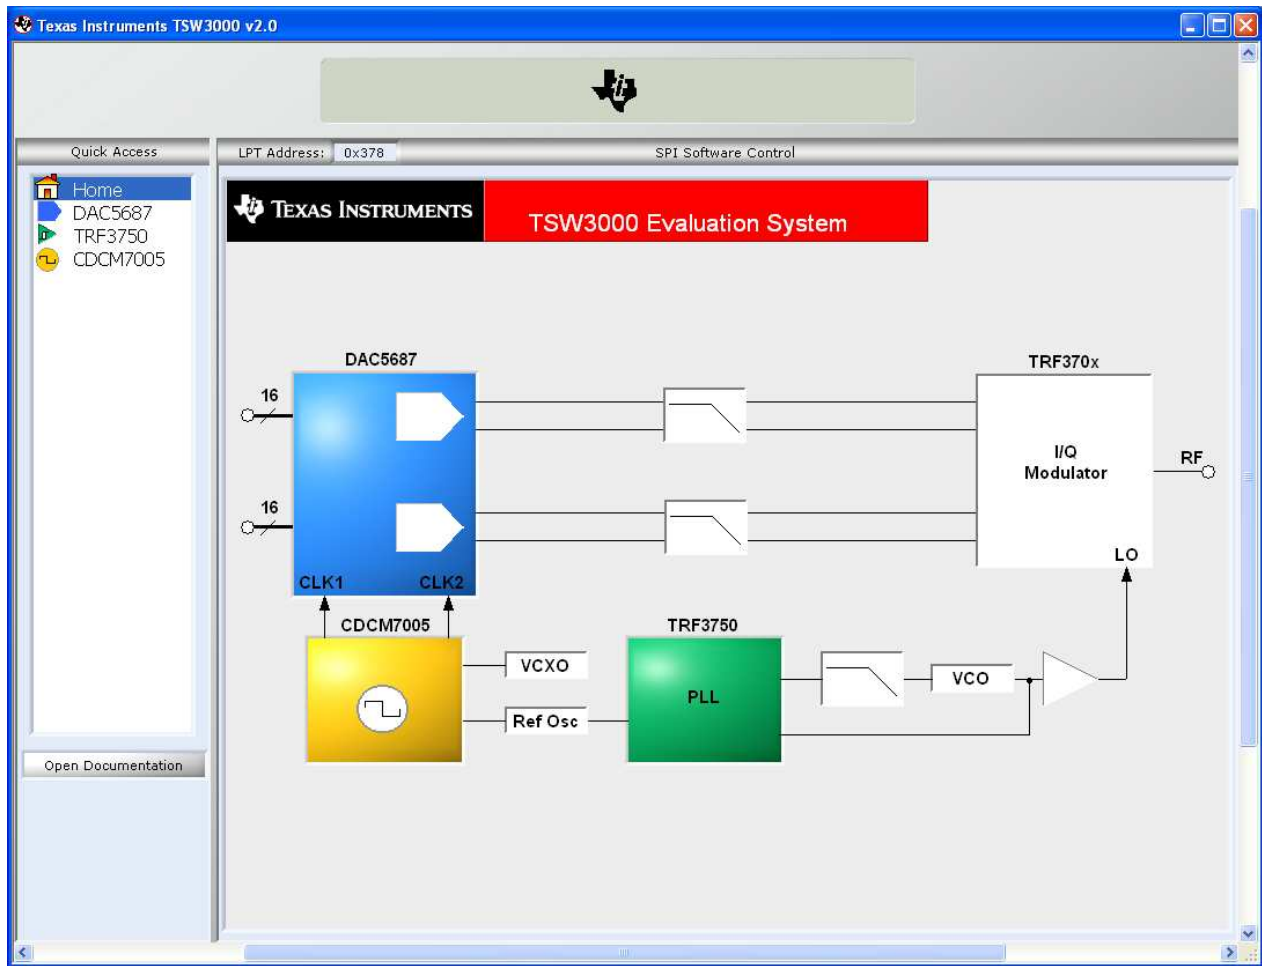 Texas Instruments TSW3000 v2.0
Quick Access
LPT Address: 0x378
SPI Software Control
Home
DAC5687
TRF3750
CDCM7005
Open Documentation
TEXAS INSTRUMENTS
TSW3000 Evaluation System
DAC5687
TRF370x
16
16
I/Q
Modulator
RF
LO
CLK1
CLK2
CDCM7005
TRF3750
VCXO
Ref Osc
PLL
VCO